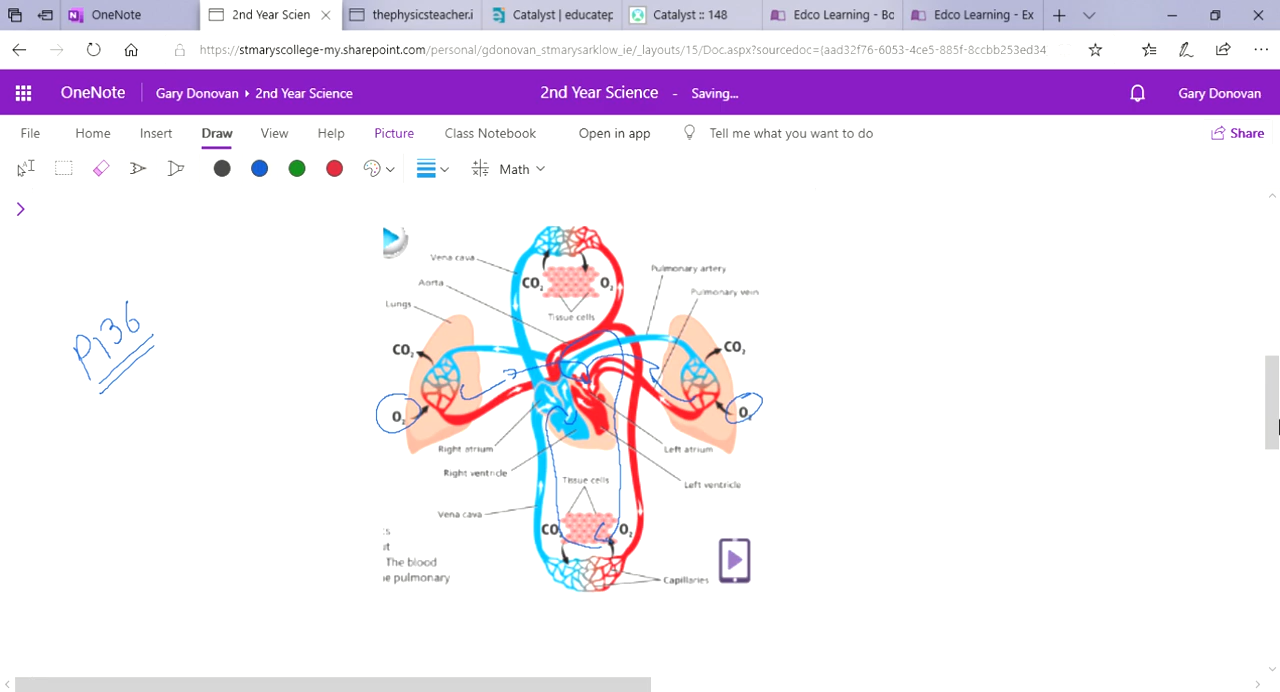 OneNote
2nd Year Scien
thephysicsteacher.i
Catalyst | educatep
Catalyst :: 148
Edco Learning - Bo
Edco Learning - Ex
https://stmaryscollege-my.sharepoint.com/personal/gdonovan_stmarysarklow_ie/_layouts/15/Doc.aspx?sourcedoc={aad32f76-6053-4ce5-885f-8ccbb253ed34
OneNote
Gary Donovan › 2nd Year Science
2nd Year Science - Saving...
Gary Donovan
File Home Insert Draw View Help Picture Class Notebook Open in app Tell me what you want to do Share
Math
P136
Vena cava
Aorta
Lungs
CO2
O2
Tissue cells
Pulmonary artery
Pulmonary vein
CO2
O2
CO2
O2
Right atrium
Right ventricle
Left atrium
Left ventricle
Tissue cells
Vena cava
CO
O2
Capillaries
The blood
pulmonary